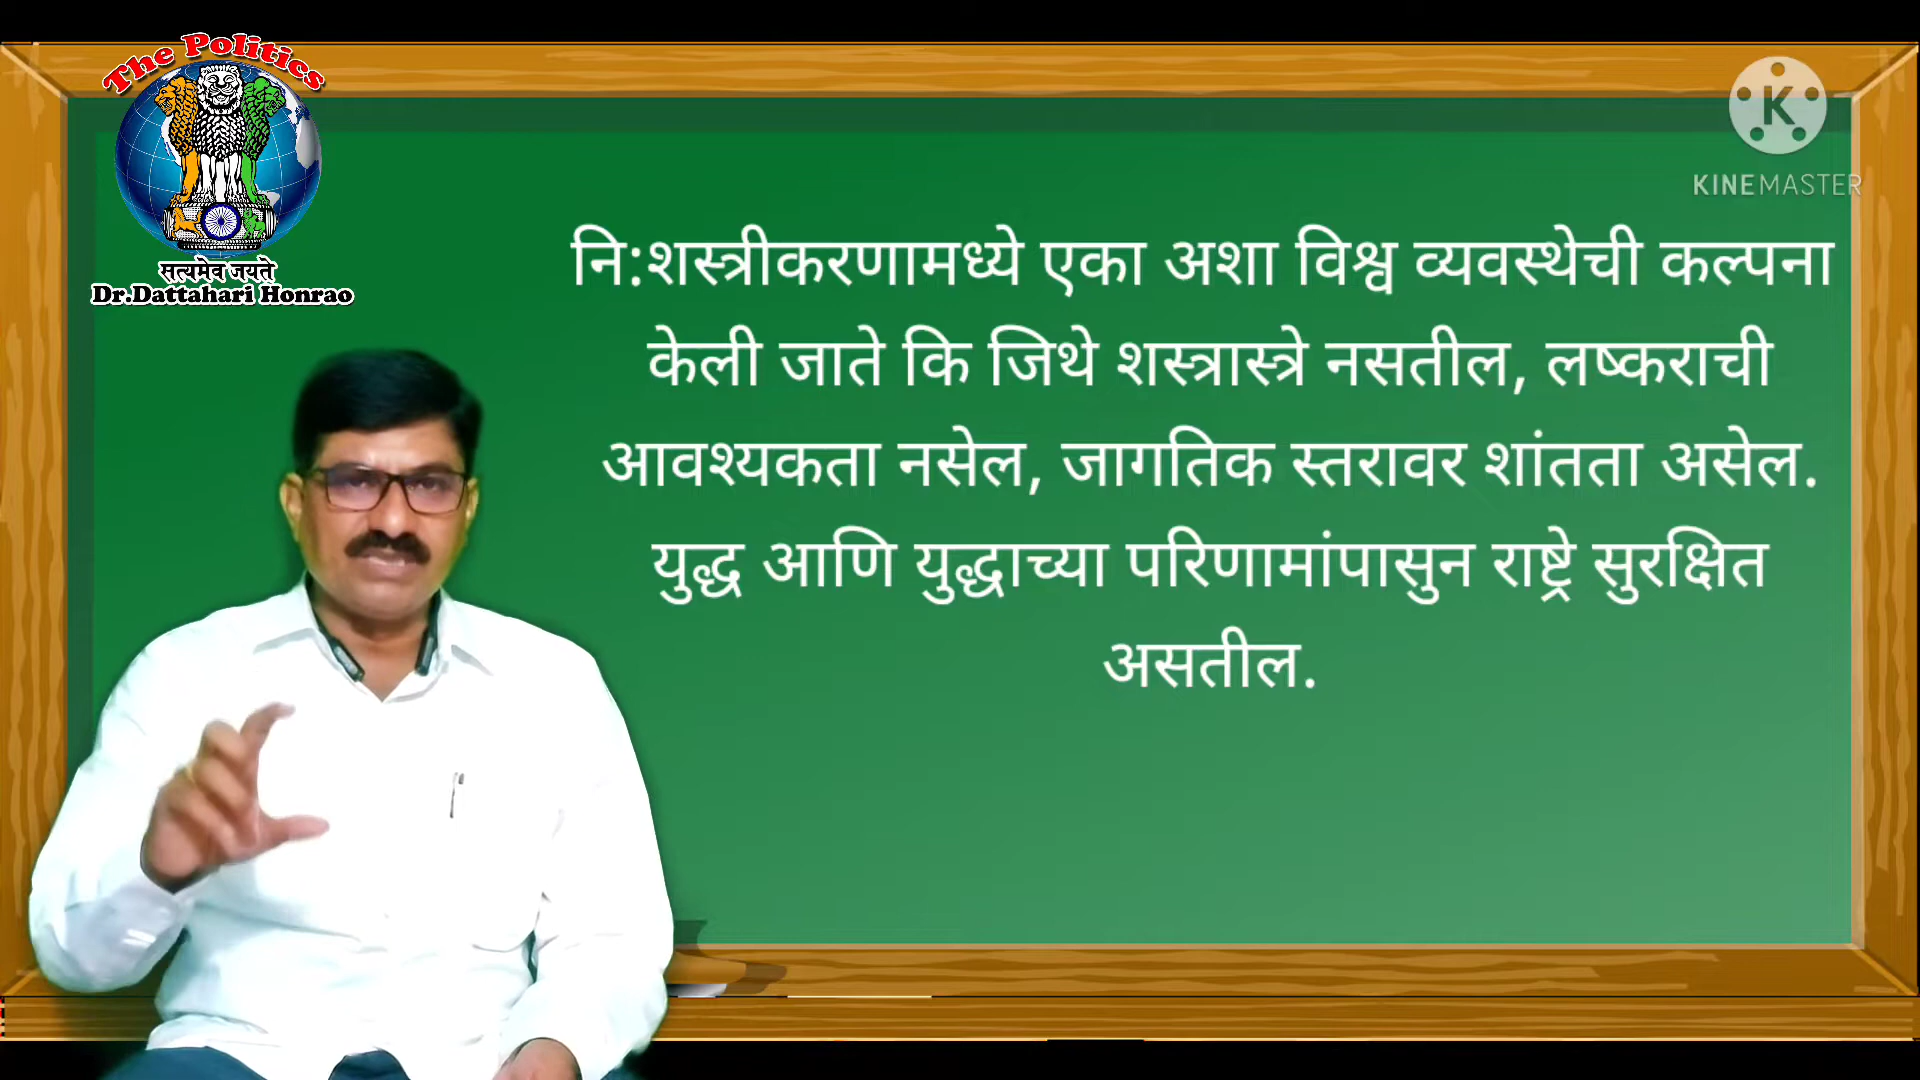 The Politics
सत्यमेव जयते
Dr.Dattahari Honrao
K
KINEMASTER
नि:शस्त्रीकरणामध्ये एका अशा विश्व व्यवस्थेची कल्पना
केली जाते कि जिथे शस्त्रास्त्रे नसतील, लष्कराची
आवश्यकता नसेल, जागतिक स्तरावर शांतता असेल.
युद्ध आणि युद्धाच्या परिणामांपासुन राष्ट्रे सुरक्षित
असतील.